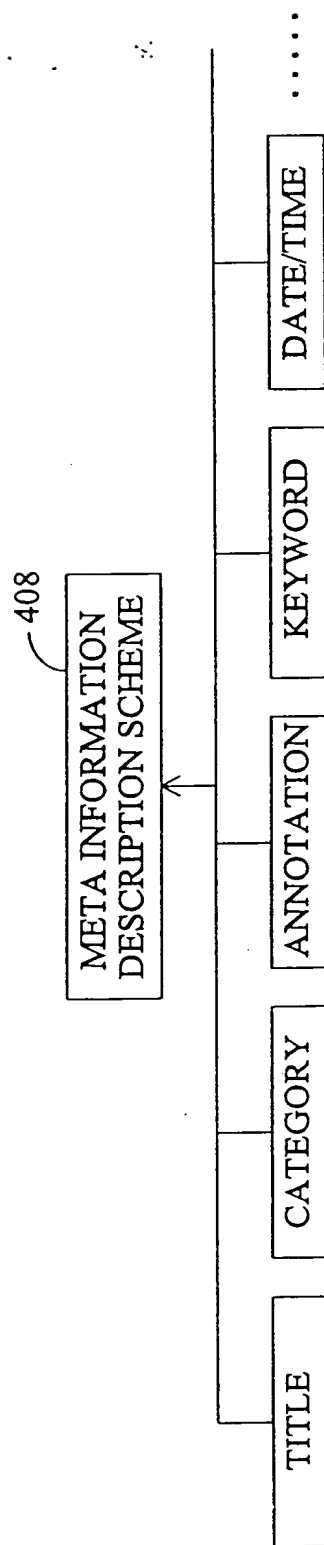 408
META INFORMATION
DESCRIPTION SCHEME
TITLE
CATEGORY
ANNOTATION
KEYWORD
DATE/TIME
.....